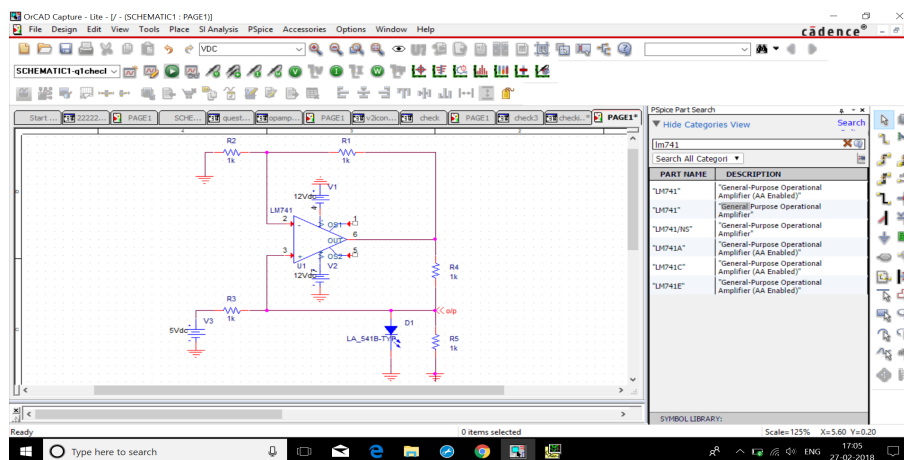 OrCAD Capture - Lite - [/ - (SCHEMATIC1 : PAGE1)]
File Design Edit View Tools Place SI Analysis PSpice Accessories Options Window Help
cādence®
VDC
SCHEMATIC1-q1checl
Start ... 22222... PAGE1 SCHE... quest... opamp... PAGE1 v2icon... check PAGE1 check3 checki...* PAGE1*
PSpice Part Search
Hide Categories View Search
lm741
Search All Categori
PART NAME DESCRIPTION
"LM741" "General-Purpose Operational Amplifier (AA Enabled)"
"LM741" "General-Purpose Operational Amplifier"
"LM741/NS" "General-Purpose Operational Amplifier"
"LM741A" "General-Purpose Operational Amplifier (AA Enabled)"
"LM741C" "General-Purpose Operational Amplifier (AA Enabled)"
"LM741E" "General-Purpose Operational Amplifier (AA Enabled)"
SYMBOL LIBRARY:
R2
1k
R1
1k
V1
12Vdc
4
LM741
2
-
OS1
1
OUT
6
3
+
OS2
5
U1
V2
12Vdc
7
R4
1k
R3
1k
o/p
V3
5Vdc
D1
LA_541B-TYP
R5
1k
Ready
0 items selected
Scale=125% X=5.60 Y=0.20
Type here to search
ENG
17:05
27-02-2018